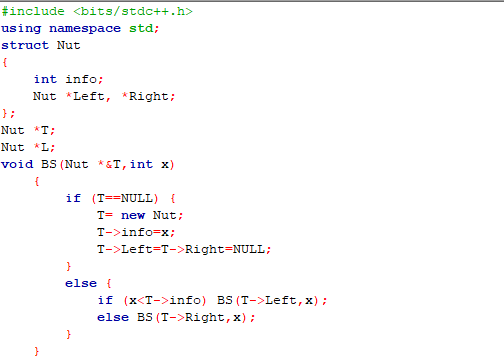 #include <bits/stdc++.h>
using namespace std;
struct Nut
{
    int info;
    Nut *Left, *Right;
};
Nut *T;
Nut *L;
void BS(Nut *&T,int x)
    {
        if (T==NULL) {
            T= new Nut;
            T->info=x;
            T->Left=T->Right=NULL;
        }
        else {
            if (x<T->info) BS(T->Left,x);
            else BS(T->Right,x);
        }
    }